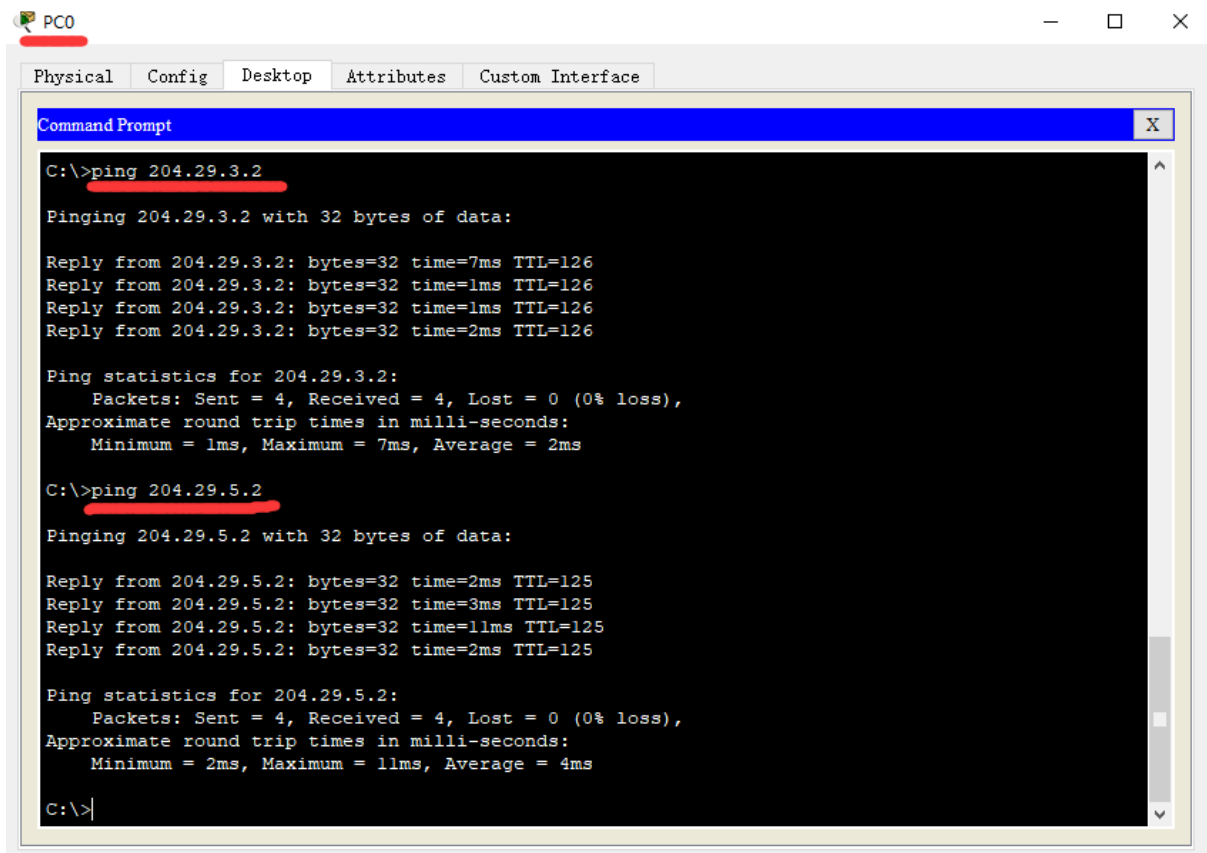 PC0
Physical Config Desktop Attributes Custom Interface
Command Prompt
X
C:\>ping 204.29.3.2
Pinging 204.29.3.2 with 32 bytes of data:
Reply from 204.29.3.2: bytes=32 time=7ms TTL=126
Reply from 204.29.3.2: bytes=32 time=1ms TTL=126
Reply from 204.29.3.2: bytes=32 time=1ms TTL=126
Reply from 204.29.3.2: bytes=32 time=2ms TTL=126
Ping statistics for 204.29.3.2:
Packets: Sent = 4, Received = 4, Lost = 0 (0% loss),
Approximate round trip times in milli-seconds:
Minimum = 1ms, Maximum = 7ms, Average = 2ms
C:\>ping 204.29.5.2
Pinging 204.29.5.2 with 32 bytes of data:
Reply from 204.29.5.2: bytes=32 time=2ms TTL=125
Reply from 204.29.5.2: bytes=32 time=3ms TTL=125
Reply from 204.29.5.2: bytes=32 time=11ms TTL=125
Reply from 204.29.5.2: bytes=32 time=2ms TTL=125
Ping statistics for 204.29.5.2:
Packets: Sent = 4, Received = 4, Lost = 0 (0% loss),
Approximate round trip times in milli-seconds:
Minimum = 2ms, Maximum = 11ms, Average = 4ms
C:\>